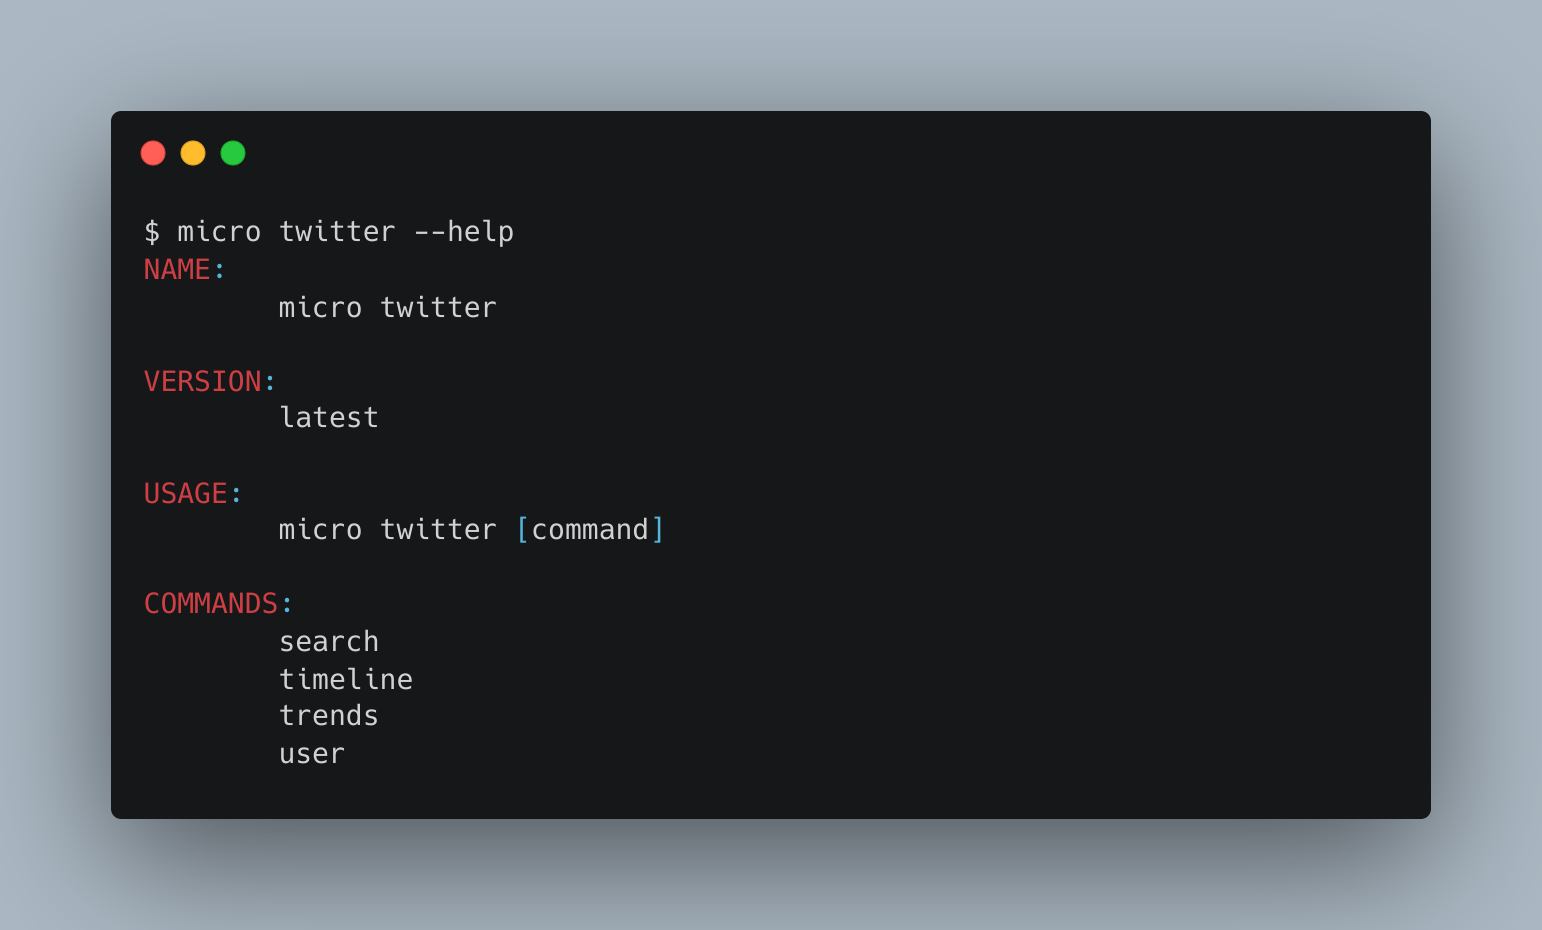 $ micro twitter --help
NAME:
        micro twitter

VERSION:
        latest

USAGE:
        micro twitter [command]

COMMANDS:
        search
        timeline
        trends
        user